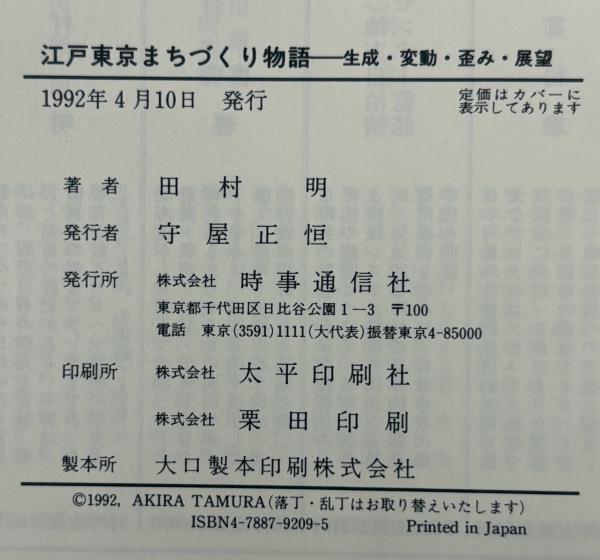 江戸東京まちづくり物語――生成・変動・歪み・展望
1992年4月10日 発行
定価はカバーに
表示してあります
著者 田村 明
発行者 守屋正恒
発行所 株式会社 時事通信社
東京都千代田区日比谷公園1―3 〒100
電話 東京(3591)1111(大代表)振替東京4-85000
印刷所 株式会社 太平印刷社
株式会社 栗田印刷
製本所 大口製本印刷株式会社
©1992, AKIRA TAMURA(落丁・乱丁はお取り替えいたします)
ISBN4-7887-9209-5 Printed in Japan